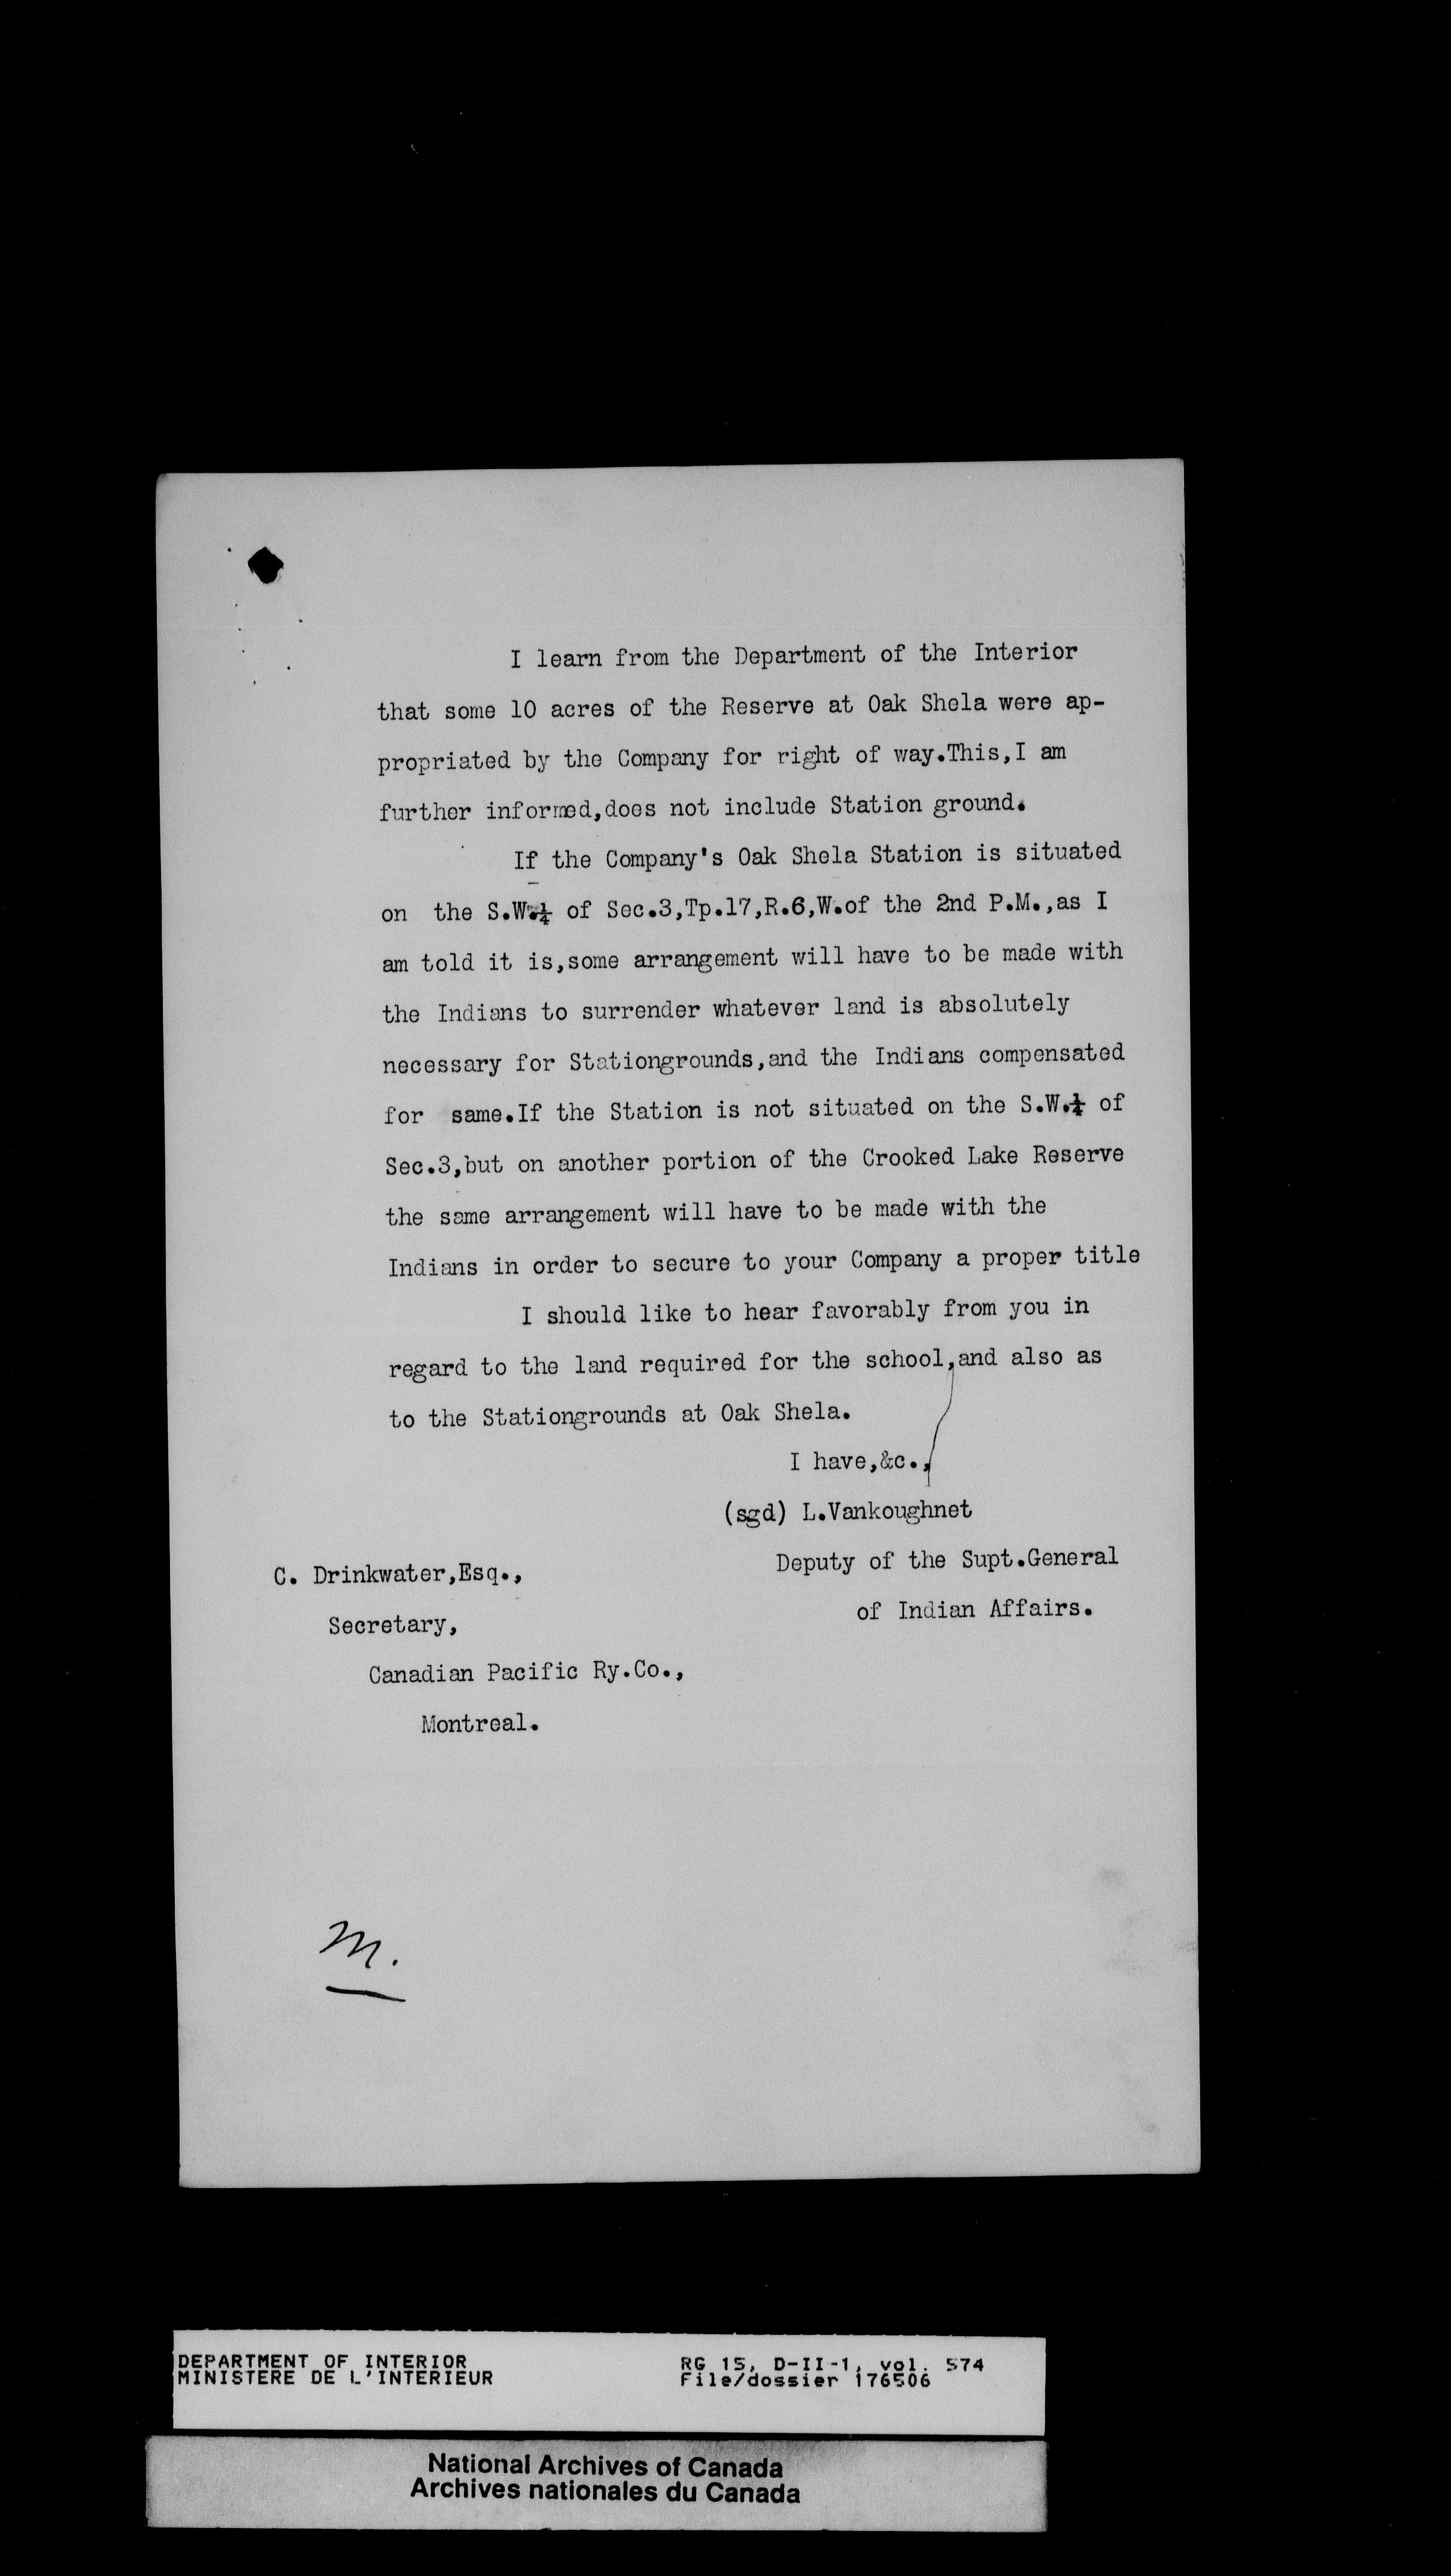 I learn from the Department of the Interior
that some 10 acres of the Reserve at Oak Shela were ap-
propriated by the Company for right of way.This,I am
further informed,does not include Station ground.
If the Company's Oak Shela Station is situated
on the S.W.¼ of Sec.3,Tp.17,R.6,W.of the 2nd P.M.,as I
am told it is,some arrangement will have to be made with
the Indians to surrender whatever land is absolutely
necessary for Stationgrounds,and the Indians compensated
for same.If the Station is not situated on the S.W.¼ of
Sec.3,but on another portion of the Crooked Lake Reserve
the same arrangement will have to be made with the
Indians in order to secure to your Company a proper title
I should like to hear favorably from you in
regard to the land required for the school,and also as
to the Stationgrounds at Oak Shela.
I have,&c.,
(sgd) L.Vankoughnet
Deputy of the Supt.General
of Indian Affairs.
C. Drinkwater,Esq.,
Secretary,
Canadian Pacific Ry.Co.,
Montreal.
M.
DEPARTMENT OF INTERIOR RG 15, D-II-1, vol. 574
MINISTERE DE L'INTERIEUR File/dossier 176506
National Archives of Canada
Archives nationales du Canada